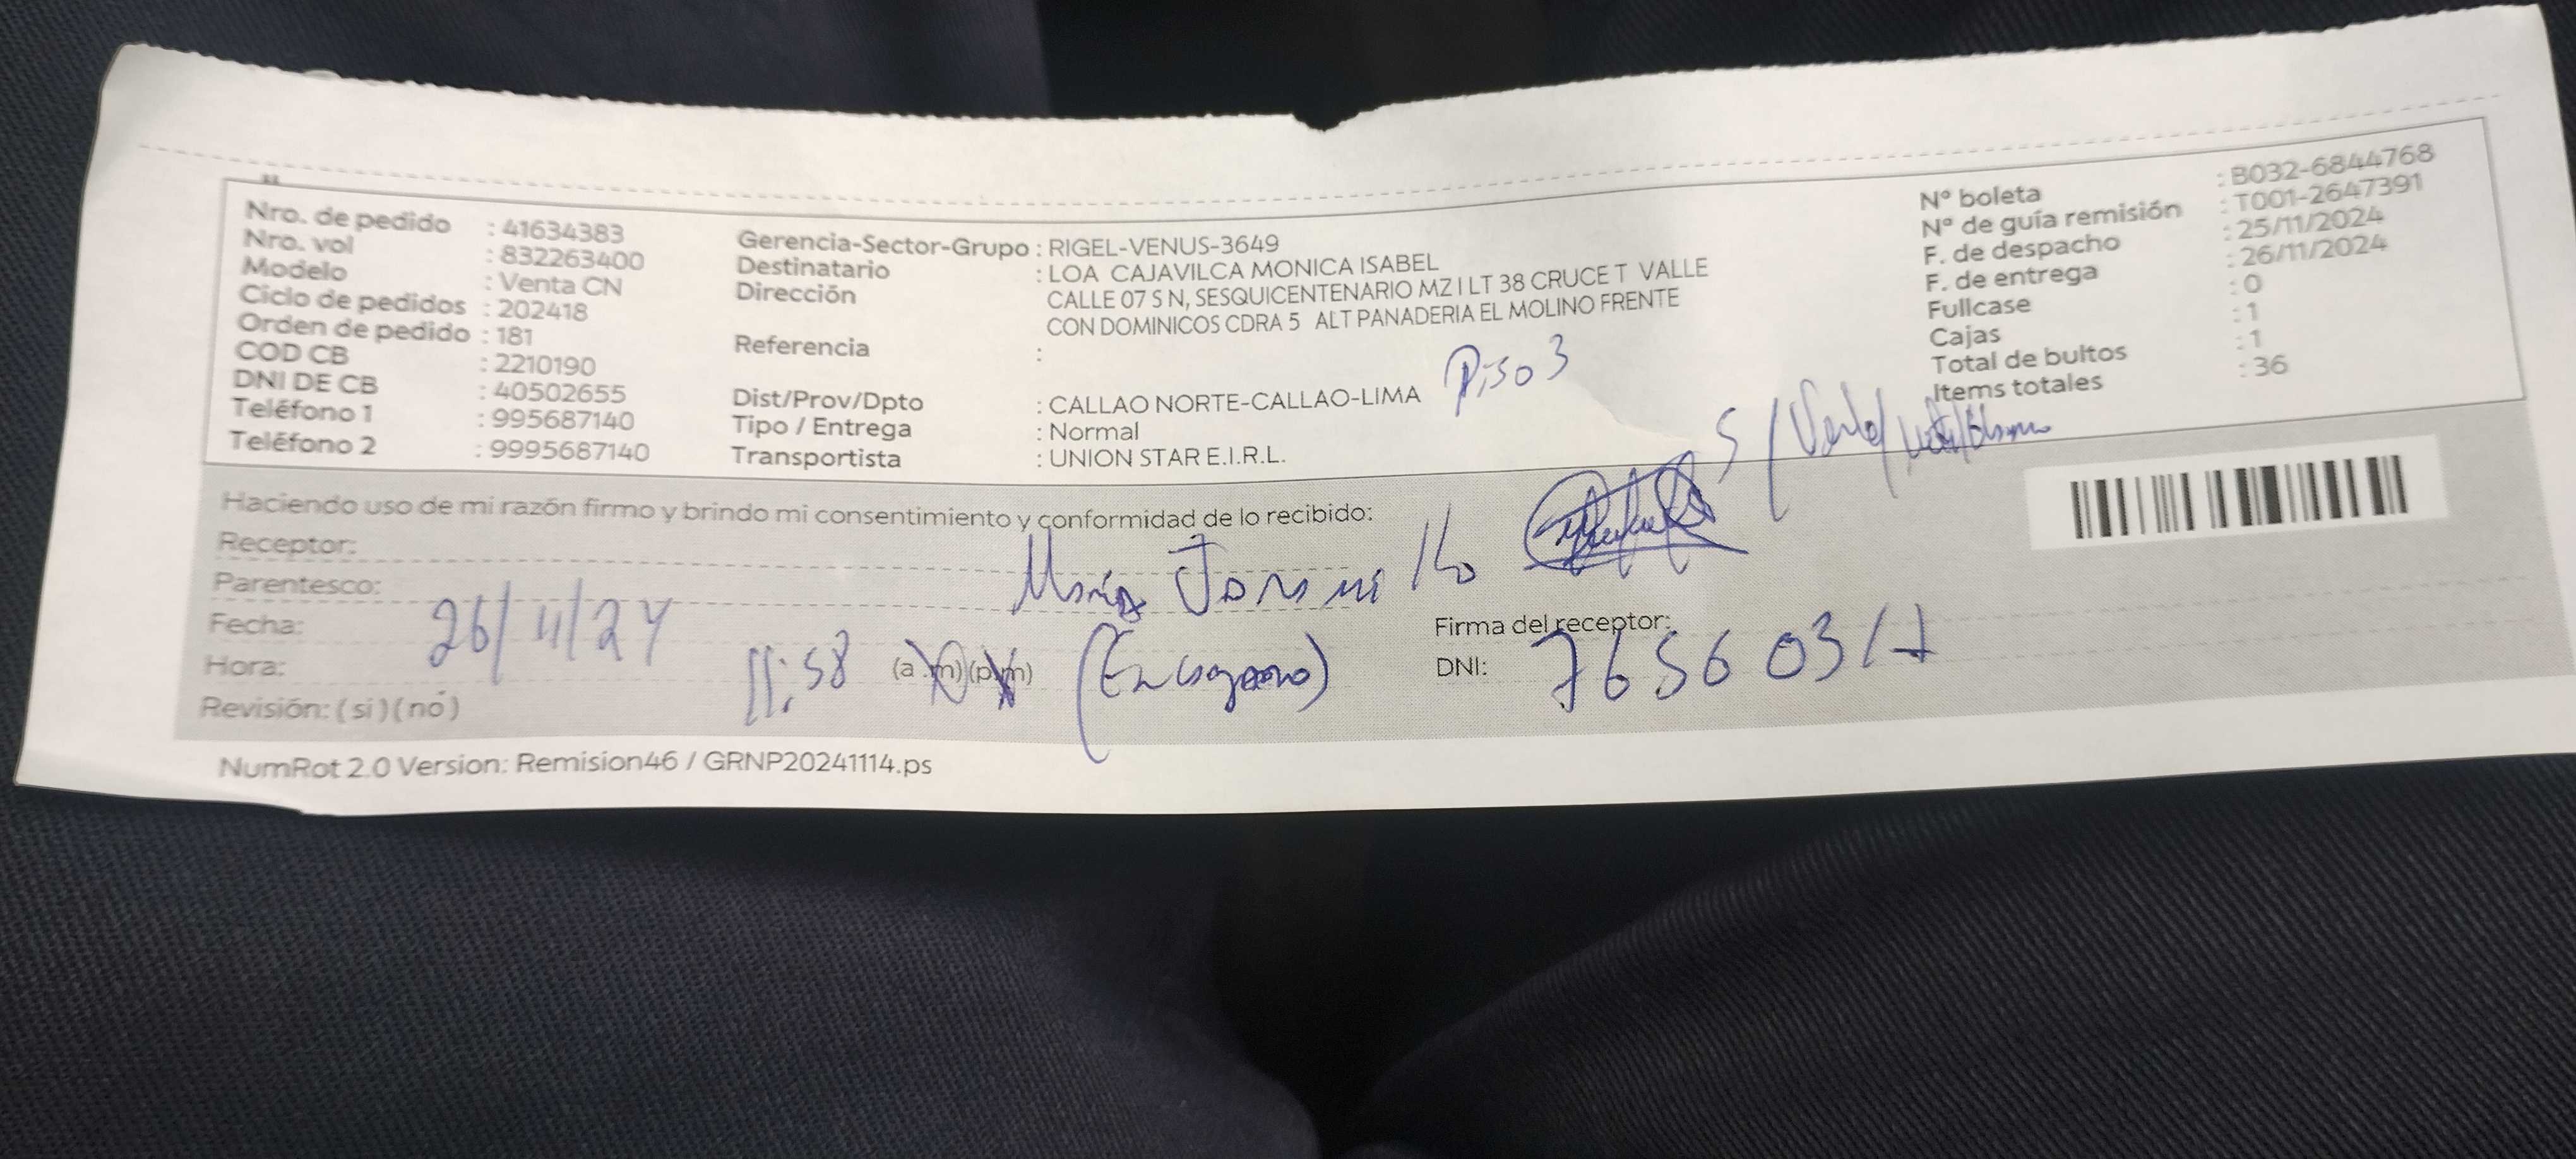 Nro. de pedido : 41634383
Nro. vol : 832263400
Modelo : Venta CN
Ciclo de pedidos : 202418
Orden de pedido : 181
COD CB : 2210190
DNI DE CB : 40502655
Teléfono 1 : 995687140
Teléfono 2 : 9995687140
Gerencia-Sector-Grupo : RIGEL-VENUS-3649
Destinatario : LOA CAJAVILCA MONICA ISABEL
Dirección : CALLE 07 S N, SESQUICENTENARIO MZ I LT 38 CRUCE T VALLE
CON DOMINICOS CDRA 5 ALT PANADERIA EL MOLINO FRENTE
Referencia :
Dist/Prov/Dpto : CALLAO NORTE-CALLAO-LIMA
Piso 3
Tipo / Entrega : Normal
Transportista : UNION STAR E.I.R.L.
Nº boleta : B032-6844768
Nª de guía remisión : T001-2647391
F. de despacho : 25/11/2024
F. de entrega : 26/11/2024
Fullcase : 0
Cajas : 1
Total de bultos : 1
Items totales : 36
Haciendo uso de mi razón firmo y brindo mi consentimiento y conformidad de lo recibido:
Receptor:
Parentesco:
Fecha: 26/11/24
Hora: 11:58 (a.m)(p.m)
Revisión: (si)(no)
Firma del receptor:
DNI:
NumRot 2.0 Version: Remision46 / GRNP20241114.ps